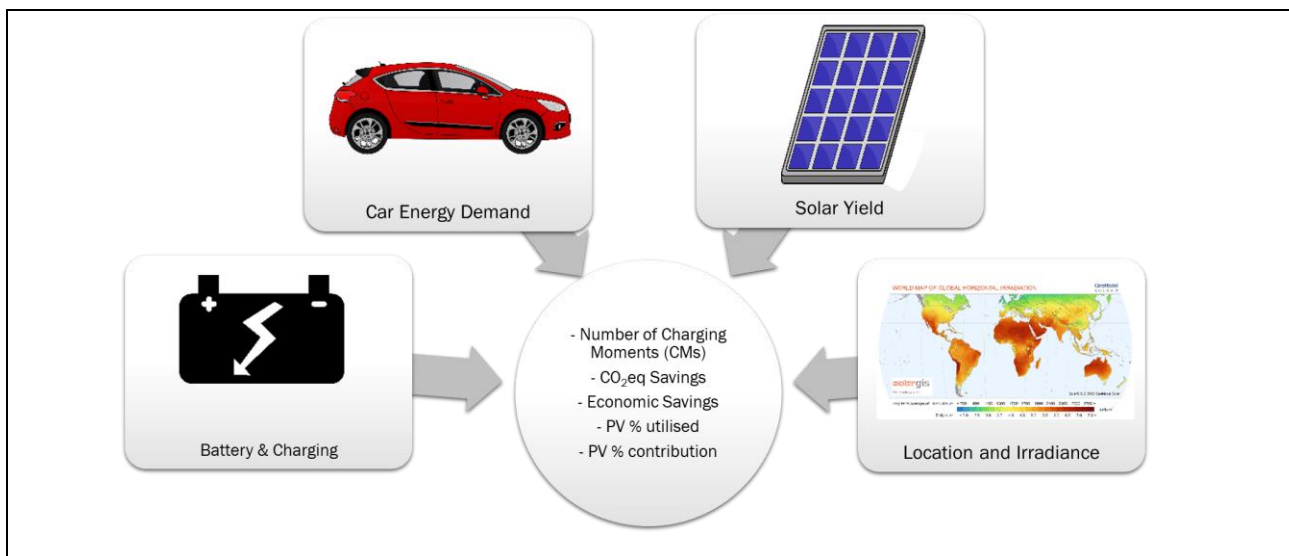 Car Energy Demand
Solar Yield
+ -
Battery & Charging
- Number of Charging
Moments (CMs)
- CO₂eq Savings
- Economic Savings
- PV % utilised
- PV % contribution
WORLD MAP OF GLOBAL HORIZONTAL IRRADIATION
solargis
Location and Irradiance